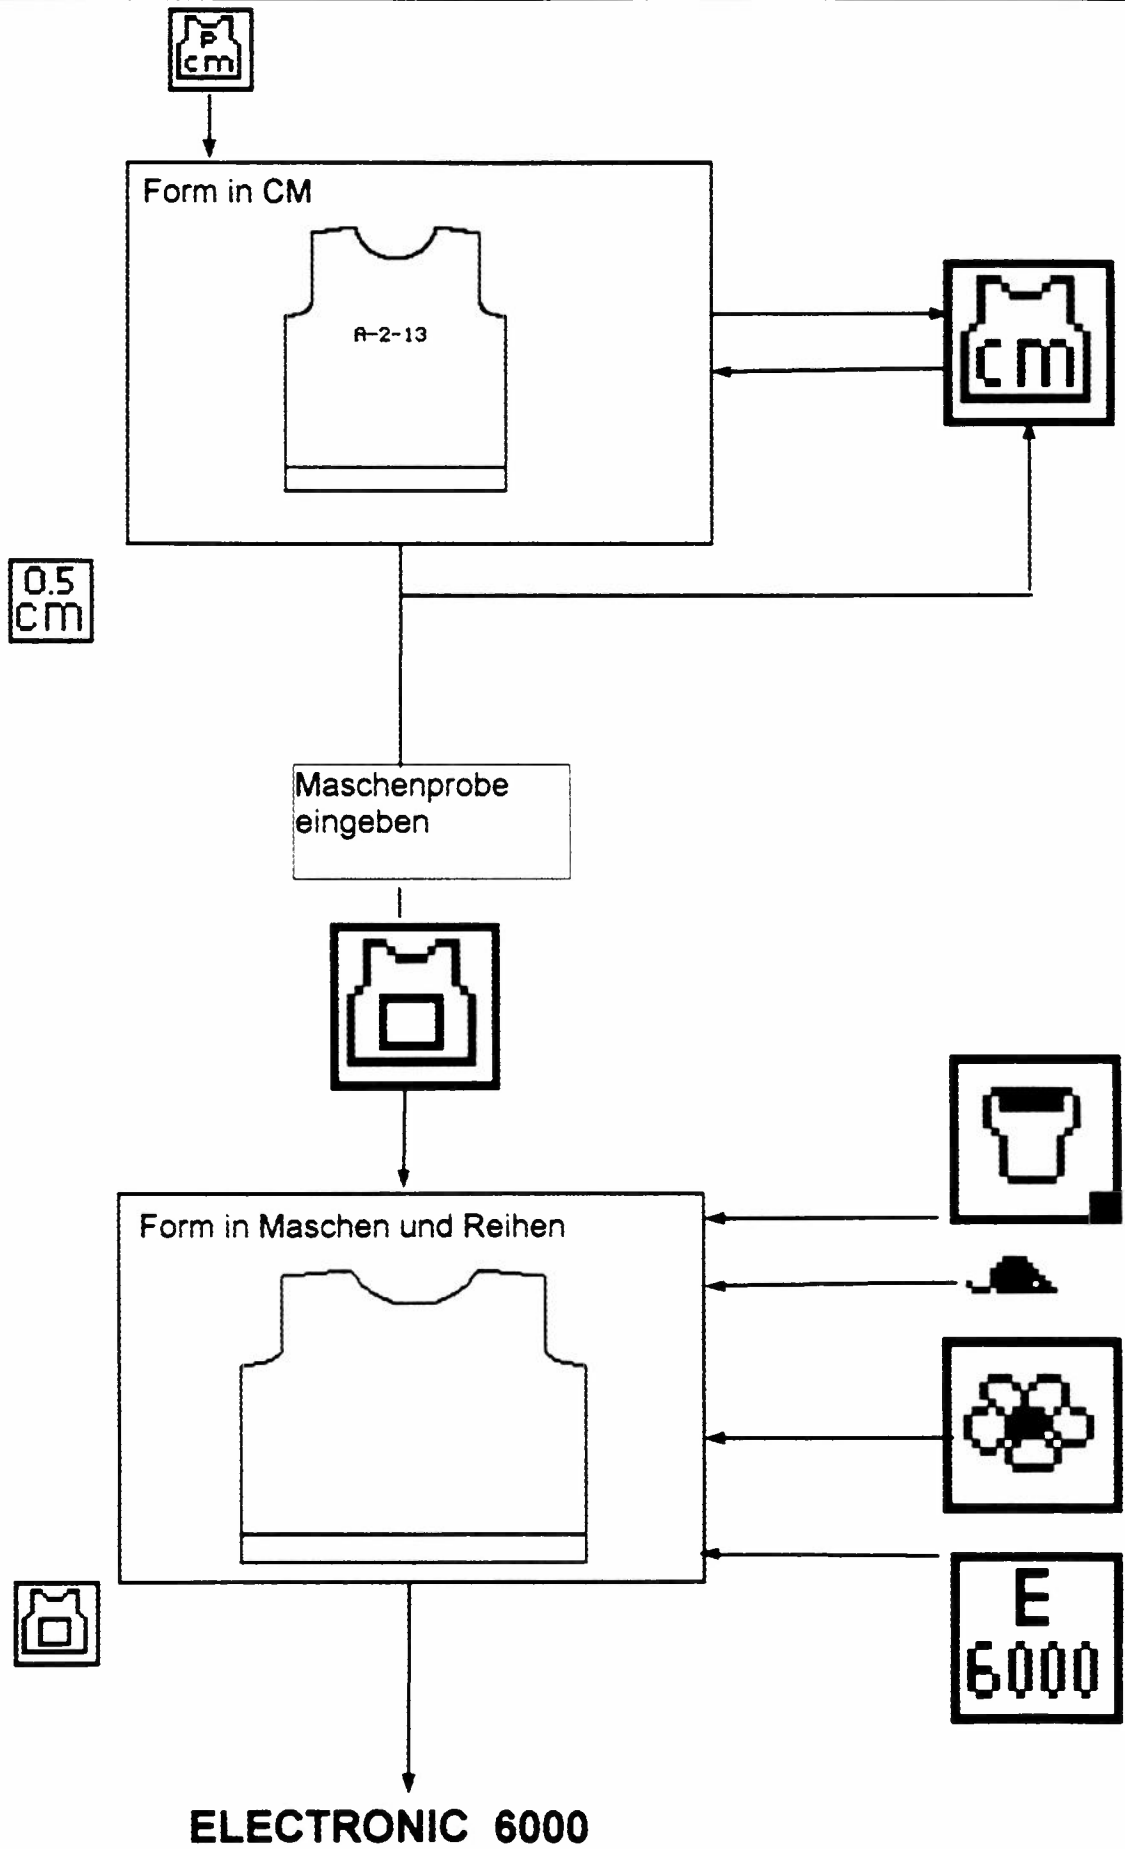 P
cm
Form in CM
A-2-13
cm
0.5
cm
Maschenprobe
eingeben
Form in Maschen und Reihen
E
6000
ELECTRONIC 6000